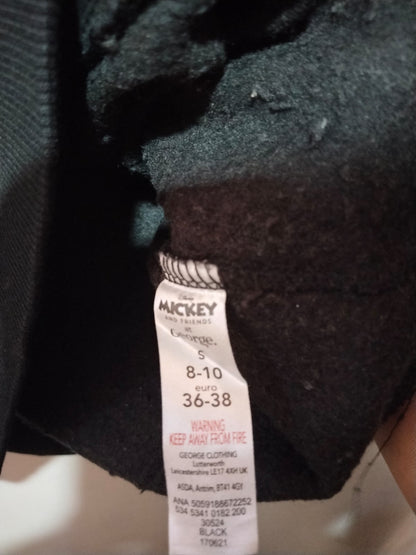 Disney
MICKEY
AND FRIENDS
at
George.
S
8-10
euro
36-38
WARNING
KEEP AWAY FROM FIRE
GEORGE CLOTHING
Lutterworth
Leicestershire LE17 4XH UK
ASDA, Antrim, BT41 4GY
ANA 5059186672252
534 5341 0182 200
30524
BLACK
170621